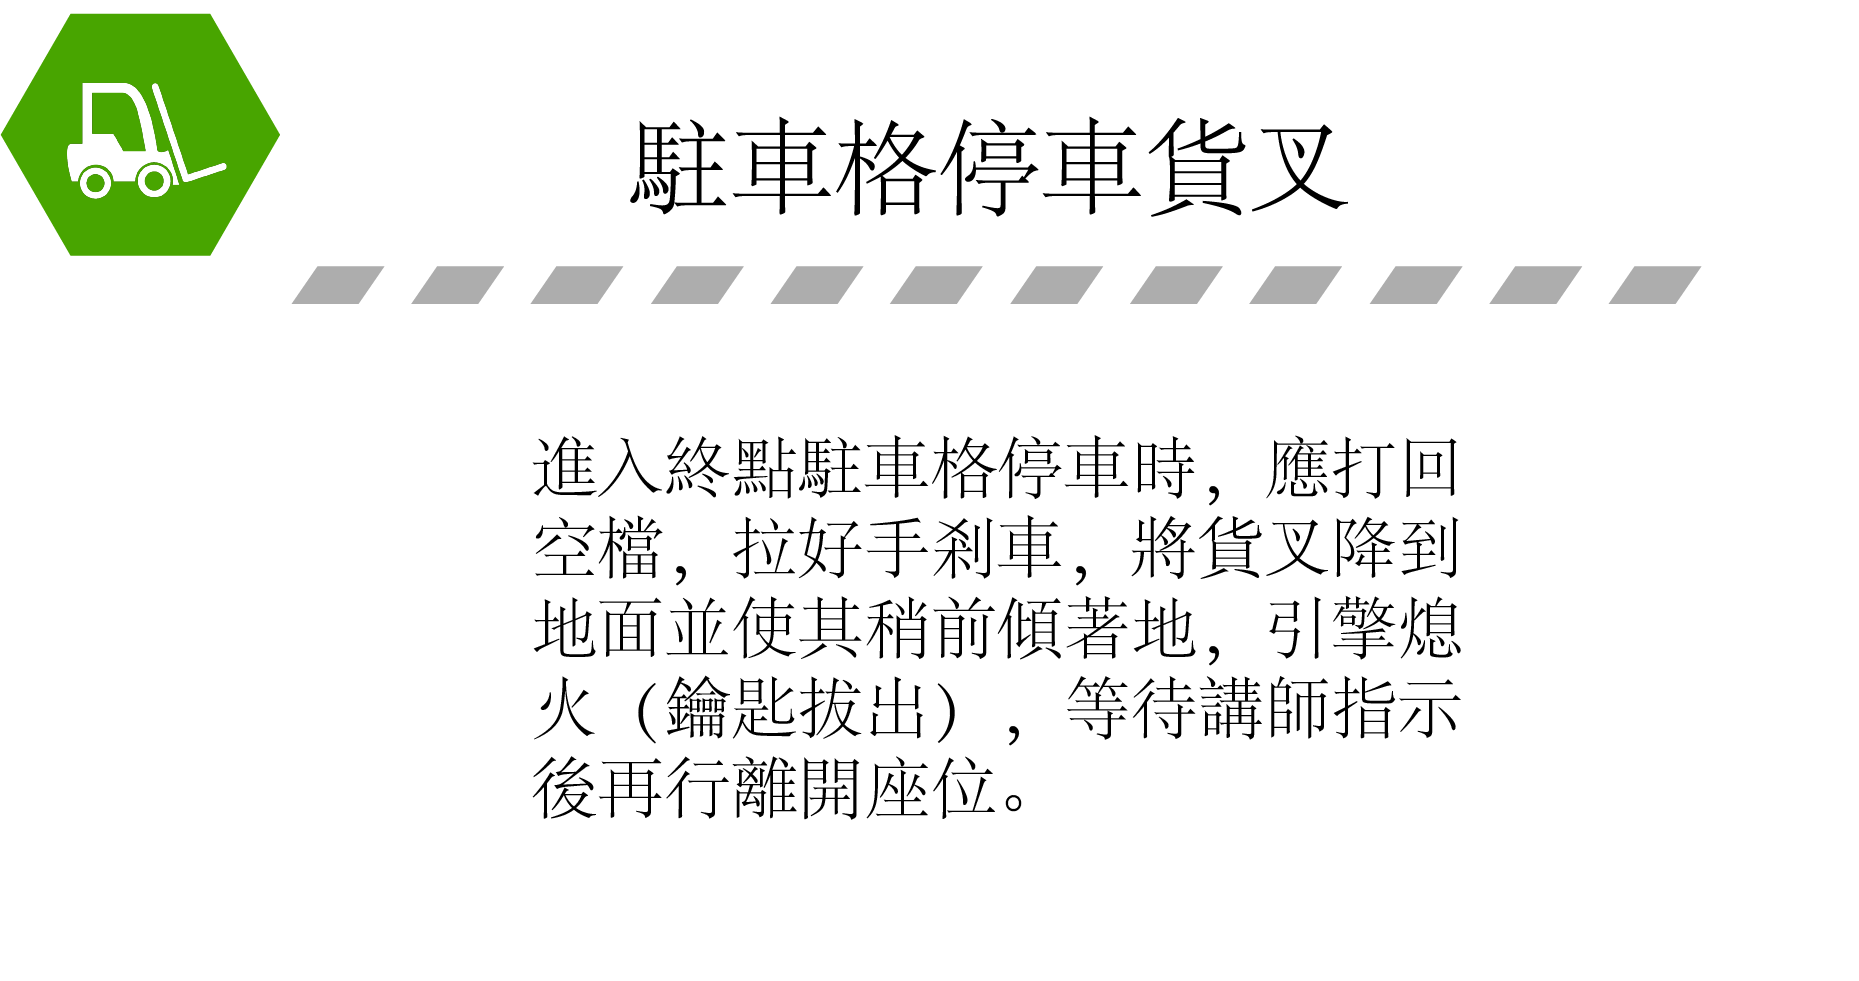 駐車格停車貨叉
進入終點駐車格停車時，應打回
空檔，拉好手剎車，將貨叉降到
地面並使其稍前傾著地，引擎熄
火（鑰匙拔出），等待講師指示
後再行離開座位。